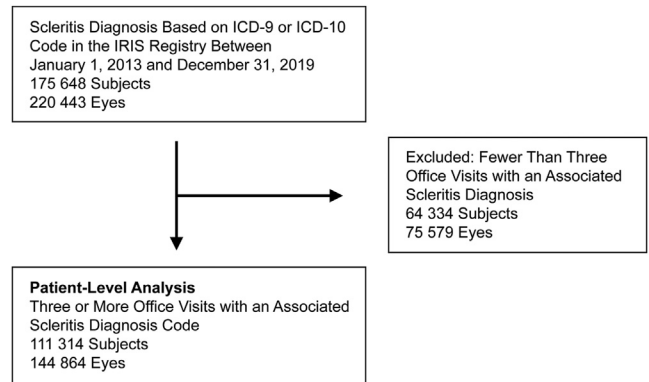 Scleritis Diagnosis Based on ICD-9 or ICD-10
Code in the IRIS Registry Between
January 1, 2013 and December 31, 2019
175 648 Subjects
220 443 Eyes
Excluded: Fewer Than Three
Office Visits with an Associated
Scleritis Diagnosis
64 334 Subjects
75 579 Eyes
Patient-Level Analysis
Three or More Office Visits with an Associated
Scleritis Diagnosis Code
111 314 Subjects
144 864 Eyes